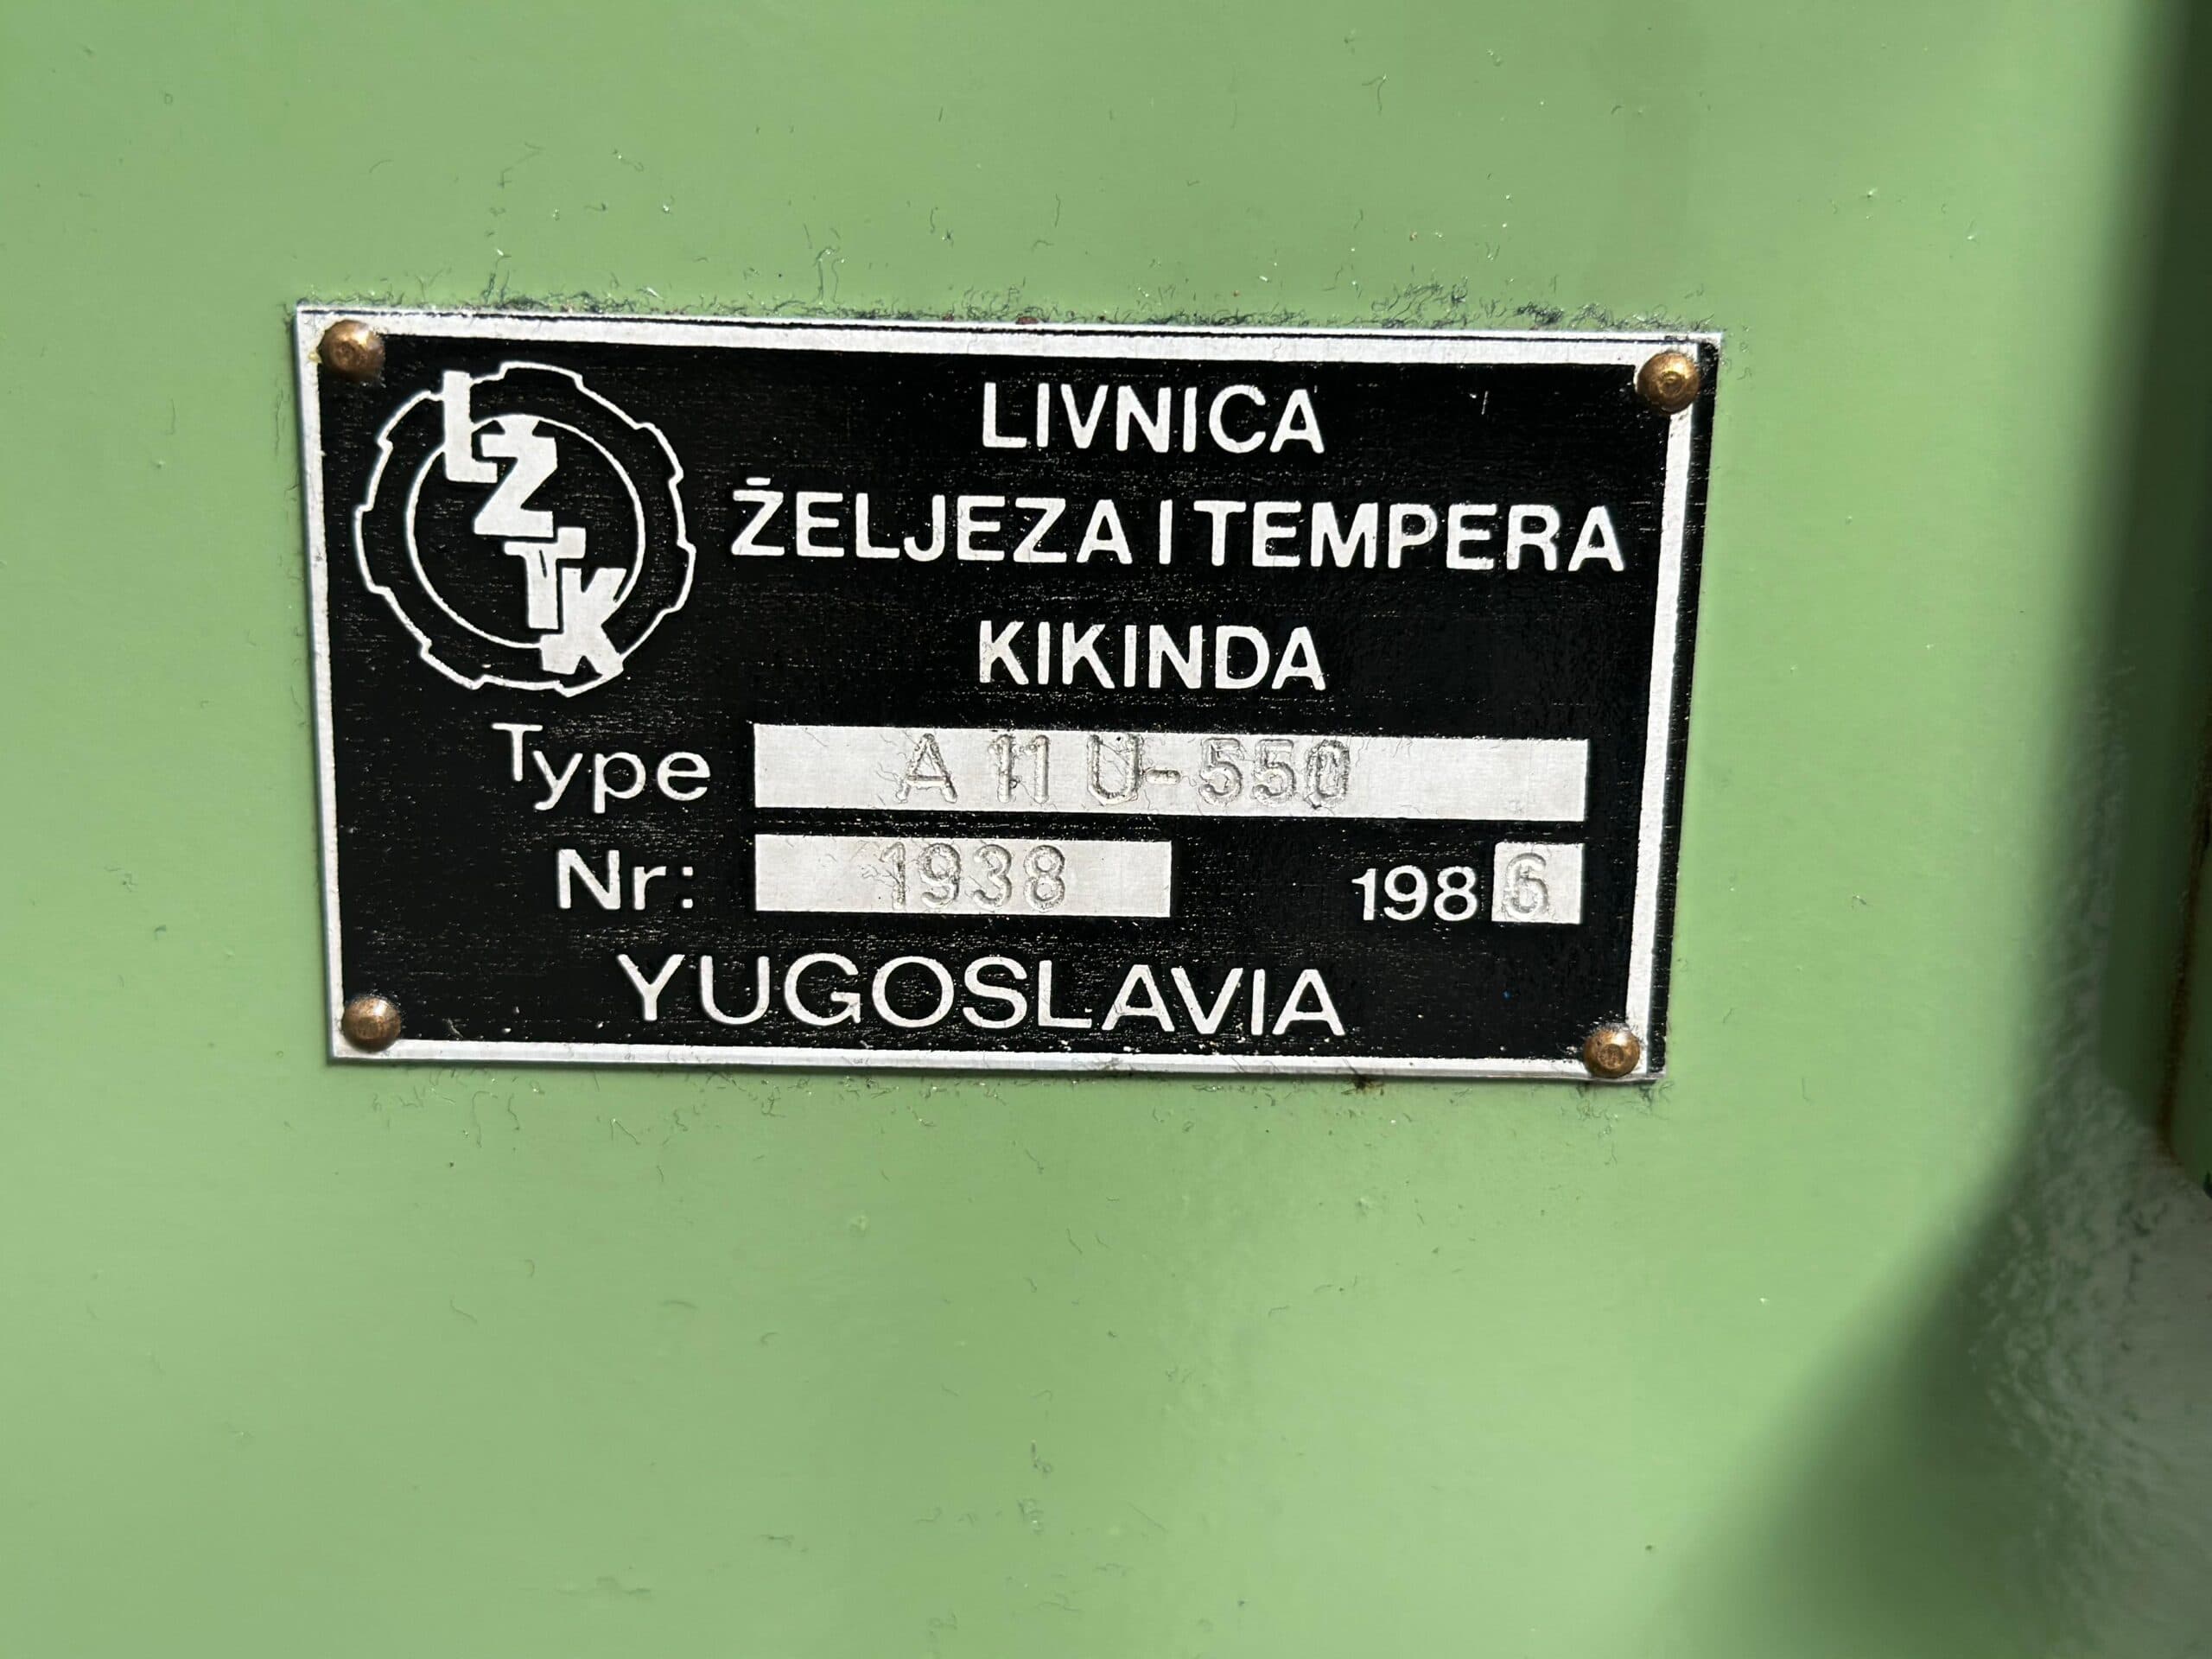 LŽTK
LIVNICA
ŽELJEZA I TEMPERA
KIKINDA
Type A 11 U-550
Nr: 1938 1986
YUGOSLAVIA